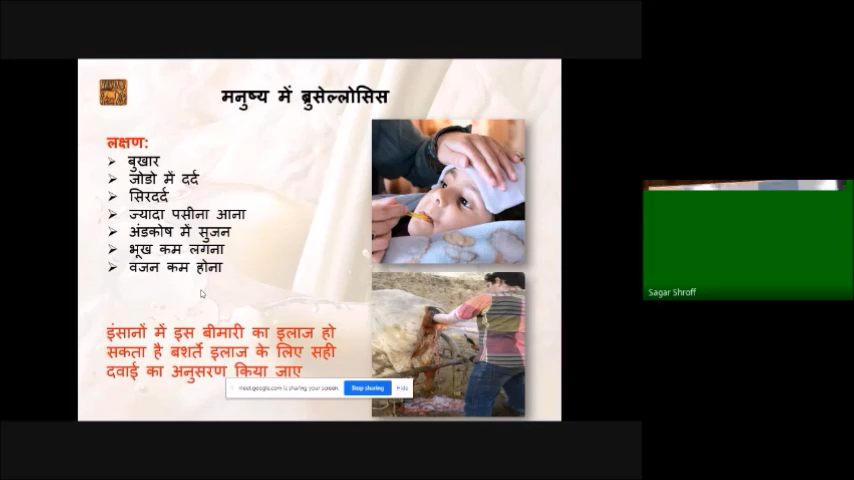 मनुष्य में ब्रुसेल्लोसिस
लक्षण:
➢ बुखार
➢ जोडो में दर्द
➢ सिरदर्द
➢ ज्यादा पसीना आना
➢ अंडकोष में सुजन
➢ भूख कम लगना
➢ वजन कम होना
इंसानों में इस बीमारी का इलाज हो
सकता है बशर्ते इलाज के लिए सही
दवाई का अनुसरण किया जाए
meet.google.com is sharing your screen.
Stop sharing
Hide
Sagar Shroff